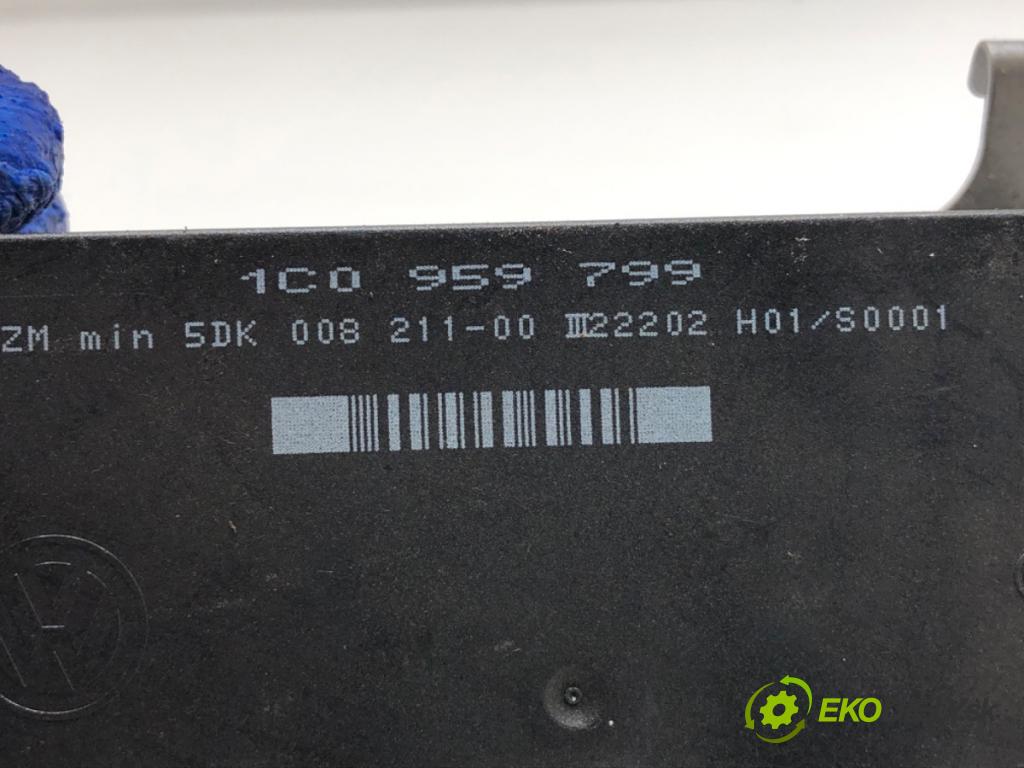 1C0 959 799
ZM min 5DK 008 211-00 III22202 H01/S0001
EKO